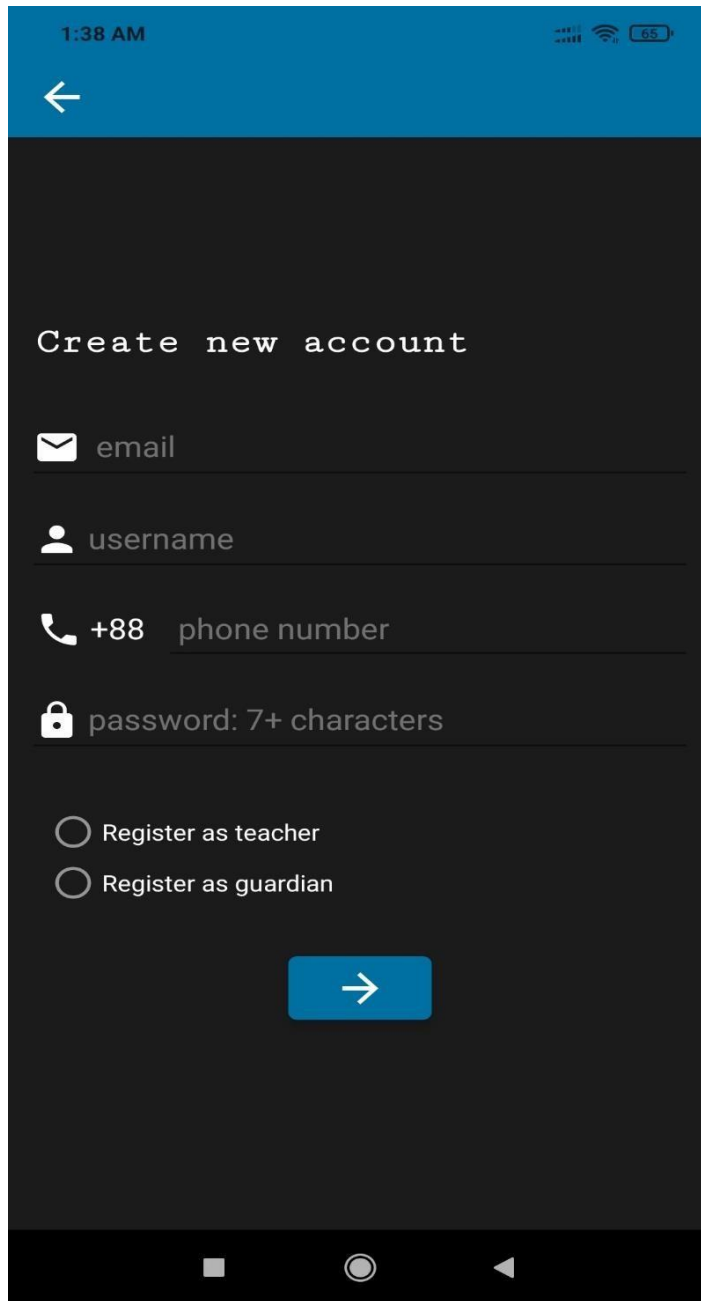 1:38 AM
65
Create new account
email
username
+88 phone number
password: 7+ characters
Register as teacher
Register as guardian